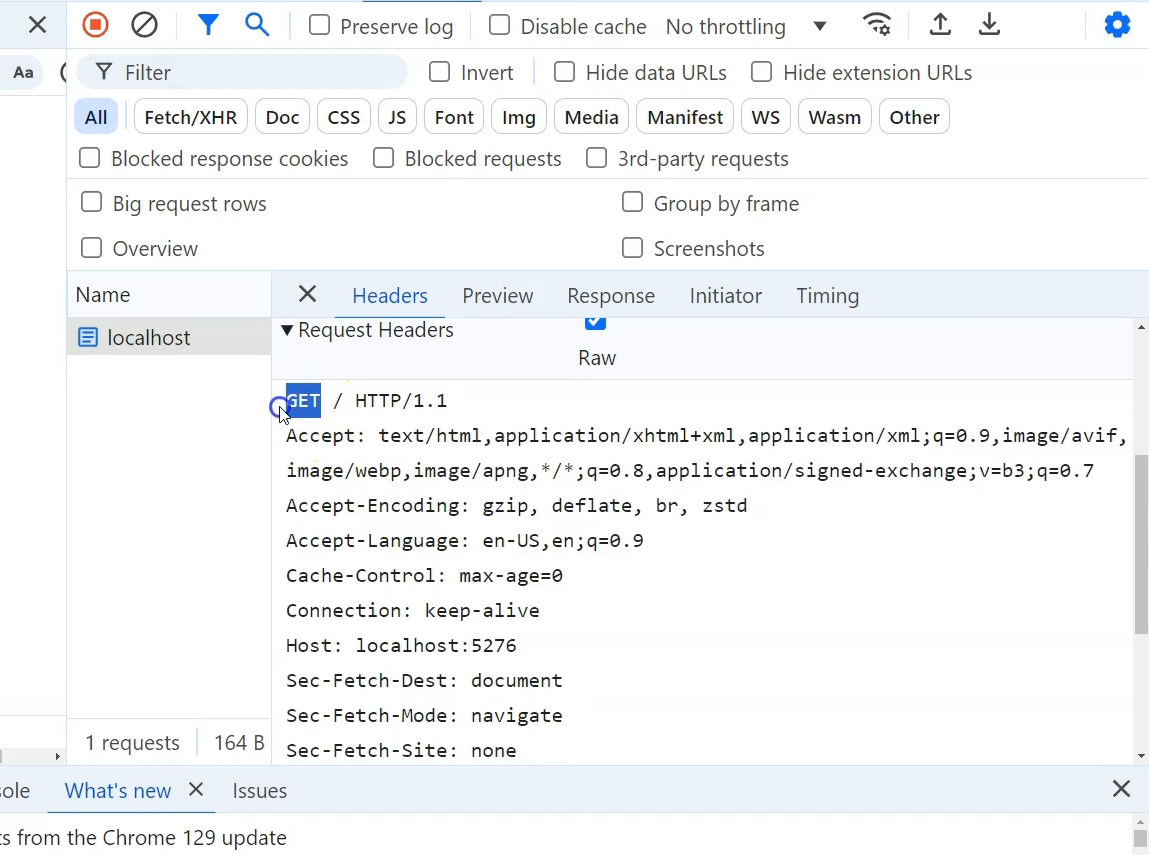 Preserve log Disable cache No throttling
Aa Filter Invert Hide data URLs Hide extension URLs
All Fetch/XHR Doc CSS JS Font Img Media Manifest WS Wasm Other
Blocked response cookies Blocked requests 3rd-party requests
Big request rows Group by frame
Overview Screenshots
Name Headers Preview Response Initiator Timing
localhost Request Headers
Raw
GET / HTTP/1.1
Accept: text/html,application/xhtml+xml,application/xml;q=0.9,image/avif,
image/webp,image/apng,*/*;q=0.8,application/signed-exchange;v=b3;q=0.7
Accept-Encoding: gzip, deflate, br, zstd
Accept-Language: en-US,en;q=0.9
Cache-Control: max-age=0
Connection: keep-alive
Host: localhost:5276
Sec-Fetch-Dest: document
Sec-Fetch-Mode: navigate
Sec-Fetch-Site: none
1 requests 164 B
sole What's new Issues
ts from the Chrome 129 update